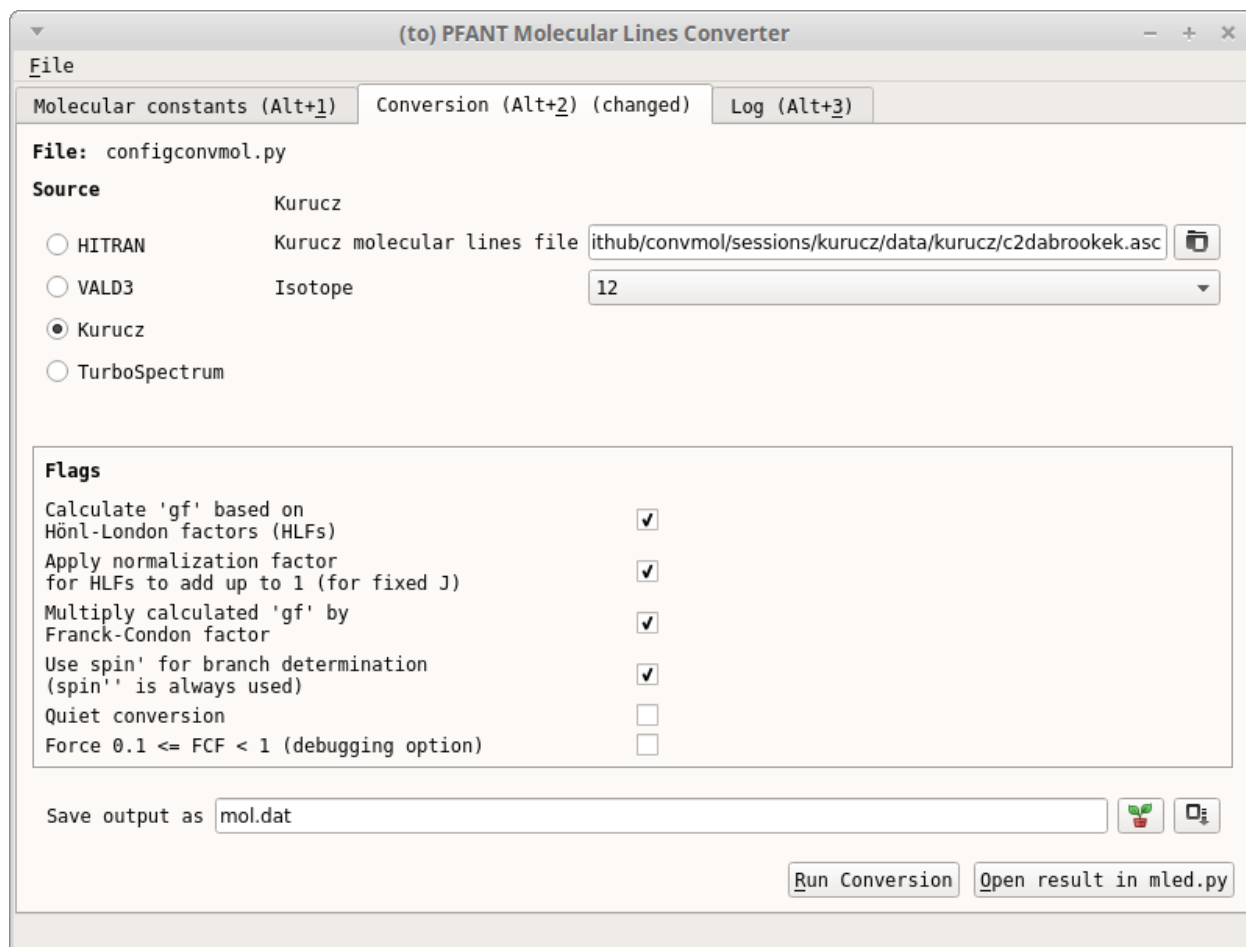 (to) PFANT Molecular Lines Converter
File
Molecular constants (Alt+1) Conversion (Alt+2) (changed) Log (Alt+3)
File: configconvmol.py
Source
Kurucz
HITRAN
Kurucz molecular lines file ithub/convmol/sessions/kurucz/data/kurucz/c2dabrookek.asc
VALD3
Isotope 12
Kurucz
TurboSpectrum
Flags
Calculate 'gf' based on
Hönl-London factors (HLFs)
Apply normalization factor
for HLFs to add up to 1 (for fixed J)
Multiply calculated 'gf' by
Franck-Condon factor
Use spin' for branch determination
(spin'' is always used)
Quiet conversion
Force 0.1 <= FCF < 1 (debugging option)
Save output as mol.dat
Run Conversion Open result in mled.py